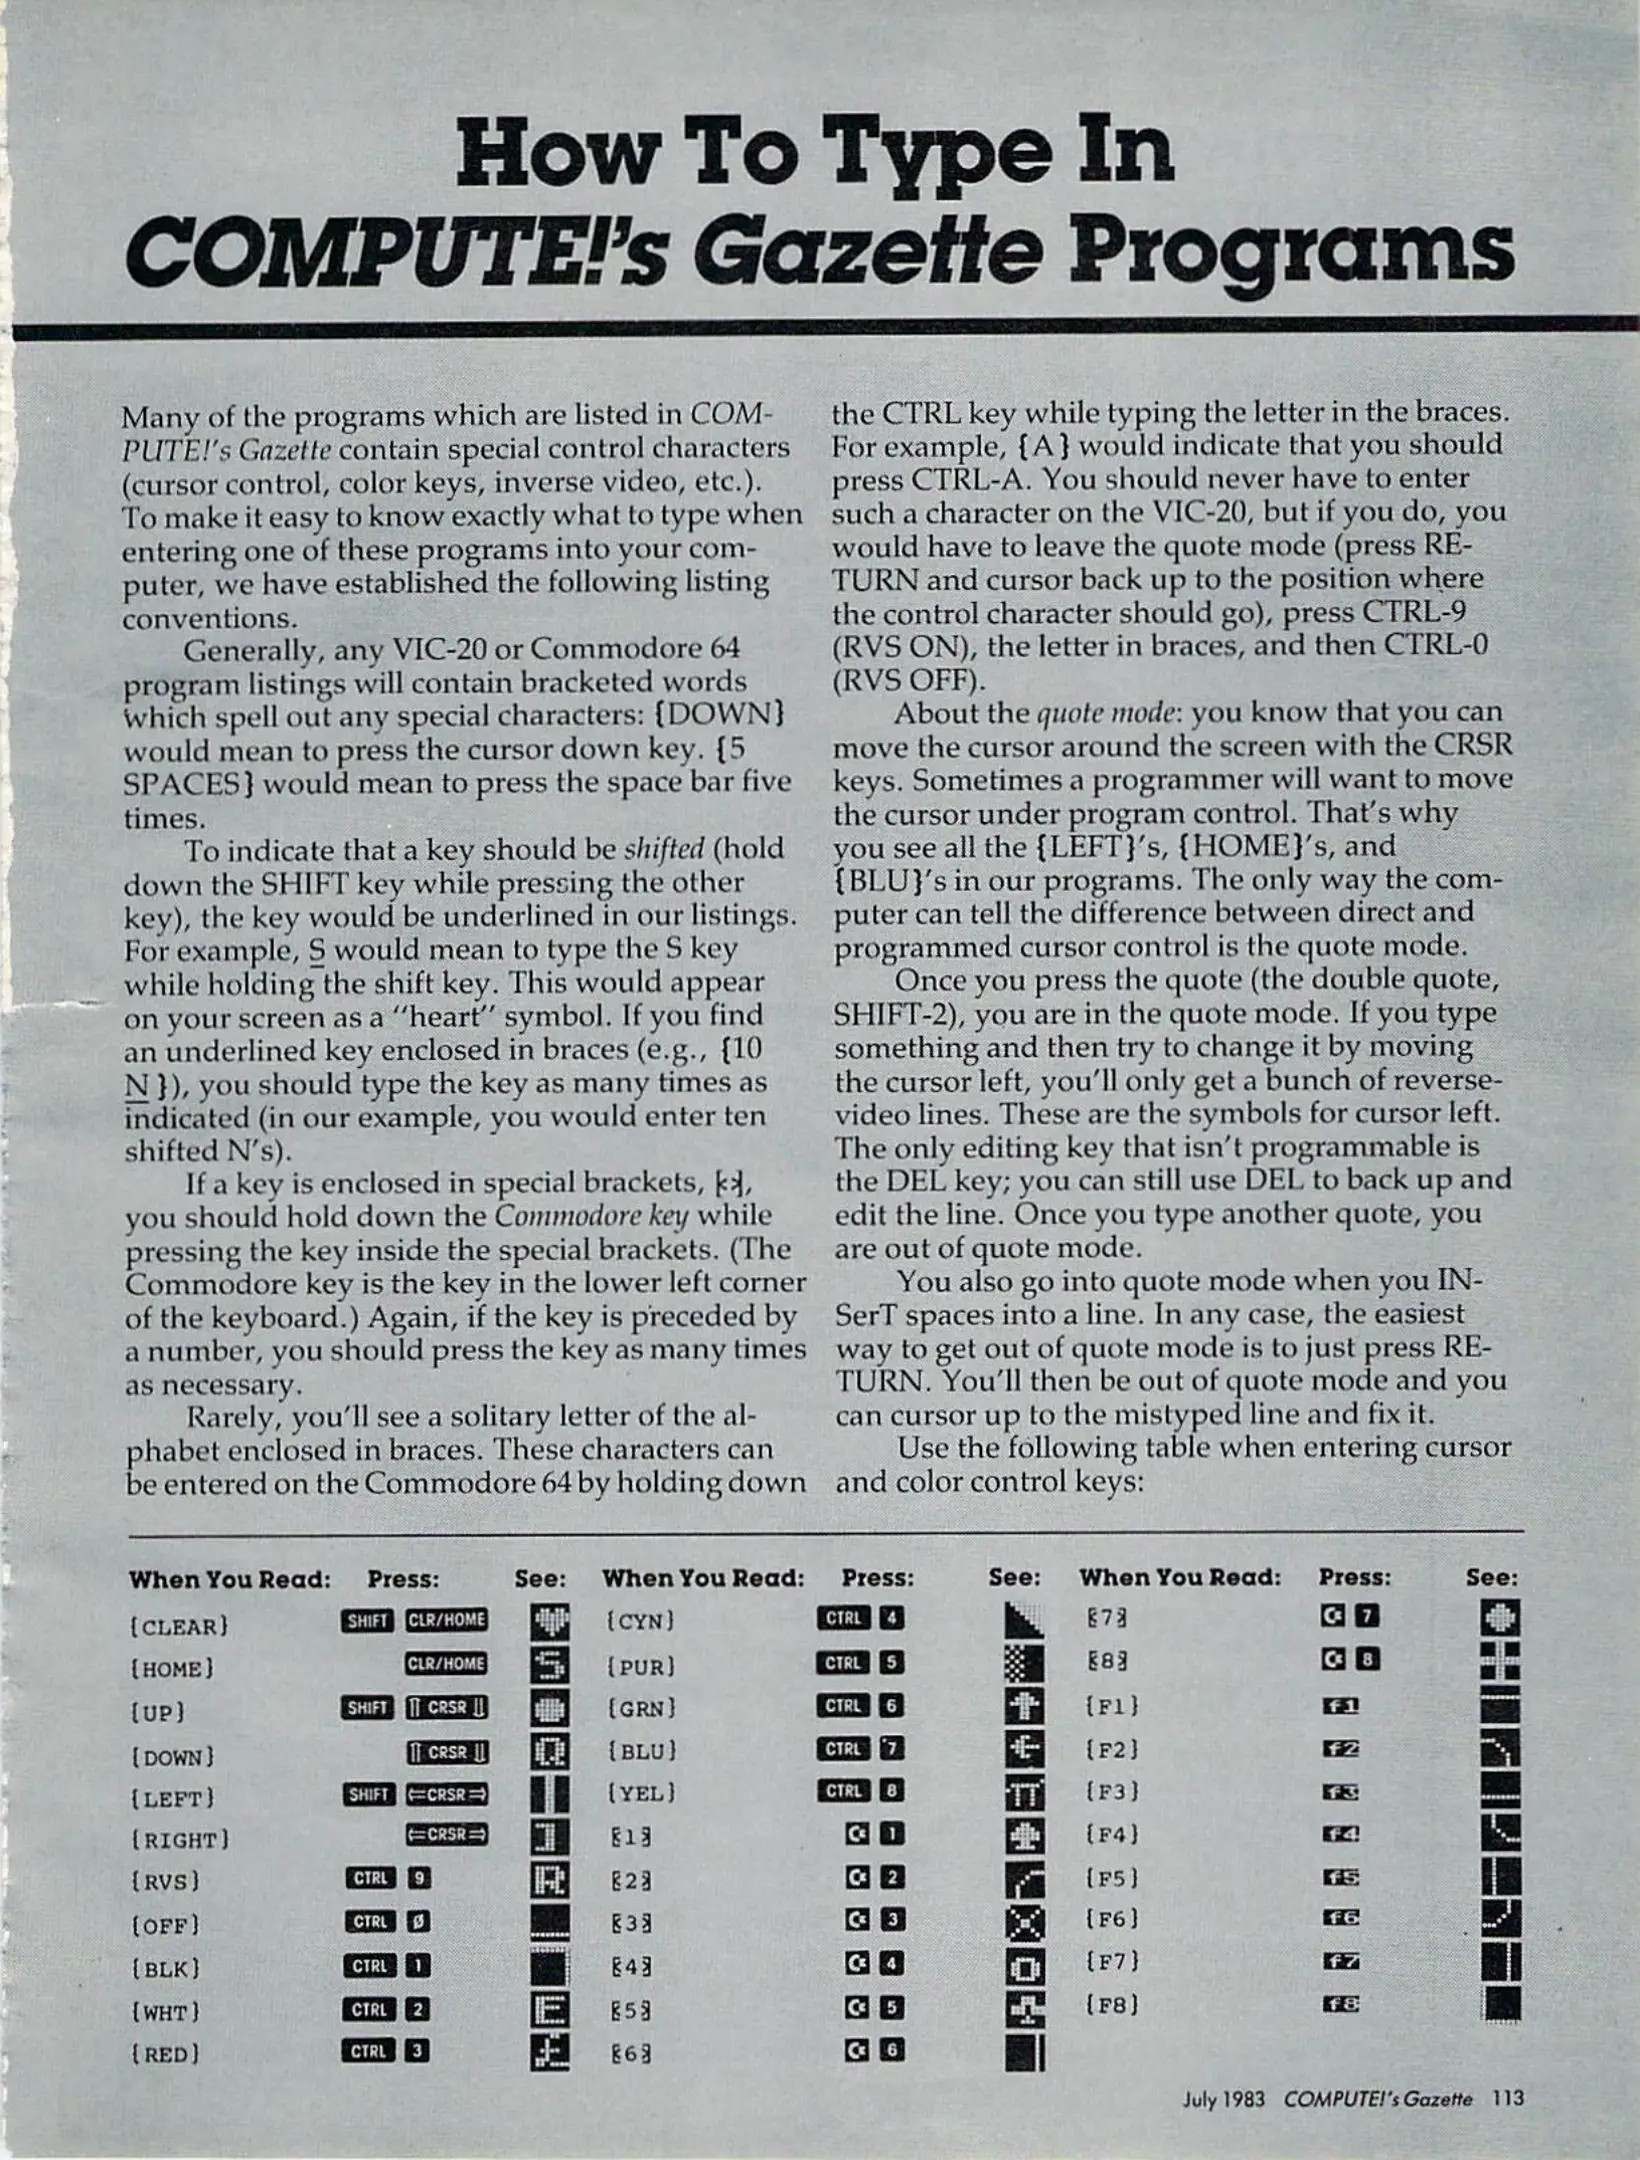 How To Type In
COMPUTE!'s Gazette Programs
Many of the programs which are listed in COM-
PUTE!'s Gazette contain special control characters
(cursor control, color keys, inverse video, etc.).
To make it easy to know exactly what to type when
entering one of these programs into your com-
puter, we have established the following listing
conventions.
Generally, any VIC-20 or Commodore 64
program listings will contain bracketed words
which spell out any special characters: {DOWN}
would mean to press the cursor down key. {5
SPACES} would mean to press the space bar five
times.
To indicate that a key should be shifted (hold
down the SHIFT key while pressing the other
key), the key would be underlined in our listings.
For example, S would mean to type the S key
while holding the shift key. This would appear
on your screen as a "heart" symbol. If you find
an underlined key enclosed in braces (e.g., {10
N }), you should type the key as many times as
indicated (in our example, you would enter ten
shifted N's).
If a key is enclosed in special brackets, [< >],
you should hold down the Commodore key while
pressing the key inside the special brackets. (The
Commodore key is the key in the lower left corner
of the keyboard.) Again, if the key is preceded by
a number, you should press the key as many times
as necessary.
Rarely, you'll see a solitary letter of the al-
phabet enclosed in braces. These characters can
be entered on the Commodore 64 by holding down
the CTRL key while typing the letter in the braces.
For example, {A} would indicate that you should
press CTRL-A. You should never have to enter
such a character on the VIC-20, but if you do, you
would have to leave the quote mode (press RE-
TURN and cursor back up to the position where
the control character should go), press CTRL-9
(RVS ON), the letter in braces, and then CTRL-0
(RVS OFF).
About the quote mode: you know that you can
move the cursor around the screen with the CRSR
keys. Sometimes a programmer will want to move
the cursor under program control. That's why
you see all the {LEFT}'s, {HOME}'s, and
{BLU}'s in our programs. The only way the com-
puter can tell the difference between direct and
programmed cursor control is the quote mode.
Once you press the quote (the double quote,
SHIFT-2), you are in the quote mode. If you type
something and then try to change it by moving
the cursor left, you'll only get a bunch of reverse-
video lines. These are the symbols for cursor left.
The only editing key that isn't programmable is
the DEL key; you can still use DEL to back up and
edit the line. Once you type another quote, you
are out of quote mode.
You also go into quote mode when you IN-
SerT spaces into a line. In any case, the easiest
way to get out of quote mode is to just press RE-
TURN. You'll then be out of quote mode and you
can cursor up to the mistyped line and fix it.
Use the following table when entering cursor
and color control keys:
When You Read: Press: See:
{CLEAR} SHIFT CLR/HOME ♥
{HOME} CLR/HOME S
{UP} SHIFT ⇑ CRSR ⇓ ●
{DOWN} ⇑ CRSR ⇓ Q
{LEFT} SHIFT ⇐CRSR⇒
{RIGHT} ⇐CRSR⇒ ]
{RVS} CTRL 9 R
{OFF} CTRL 0
{BLK} CTRL 1
{WHT} CTRL 2 E
{RED} CTRL 3 £
When You Read: Press: See:
{CYN} CTRL 4
{PUR} CTRL 5
{GRN} CTRL 6 ↑
{BLU} CTRL 7 ←
{YEL} CTRL 8 π
[<1>] C= 1 ♠
[<2>] C= 2
[<3>] C= 3
[<4>] C= 4
[<5>] C= 5 ♣
[<6>] C= 6
When You Read: Press: See:
[<7>] C= 7 ♦
[<8>] C= 8
{F1} f1
{F2} f2
{F3} f3
{F4} f4
{F5} f5
{F6} f6
{F7} f7
{F8} f8
July 1983 COMPUTE!'s Gazette 113